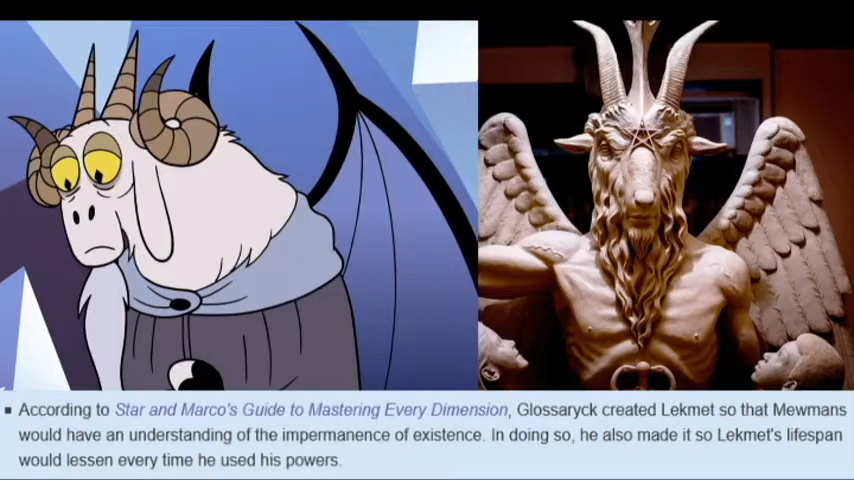 According to Star and Marco's Guide to Mastering Every Dimension, Glossaryck created Lekmet so that Mewmans
would have an understanding of the impermanence of existence. In doing so, he also made it so Lekmet's lifespan
would lessen every time he used his powers.